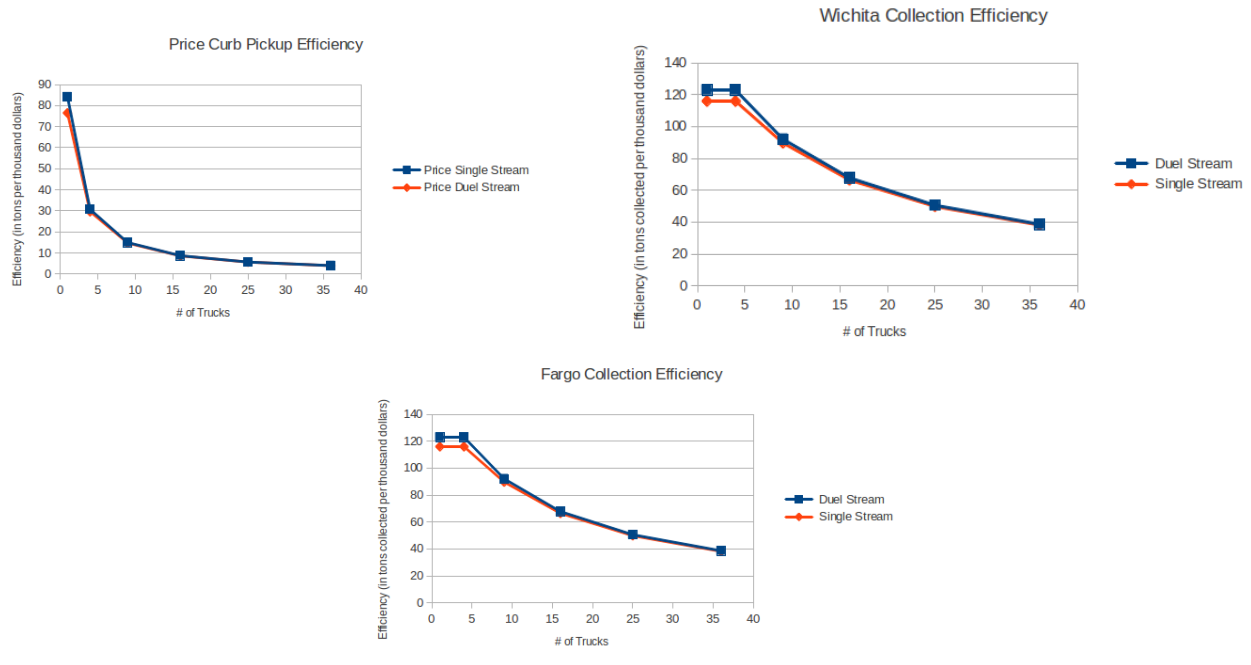 Price Curb Pickup Efficiency
Efficiency (in tons per thousand dollars)
90
80
70
60
50
40
30
20
10
0
0 5 10 15 20 25 30 35 40
# of Trucks
Price Single Stream
Price Duel Stream
Wichita Collection Efficiency
Efficiency (in tons collected per thousand dollars)
140
120
100
80
60
40
20
0
0 5 10 15 20 25 30 35 40
# of Trucks
Duel Stream
Single Stream
Fargo Collection Efficiency
Efficiency (in tons collected per thousand dollars)
140
120
100
80
60
40
20
0
0 5 10 15 20 25 30 35 40
# of Trucks
Duel Stream
Single Stream